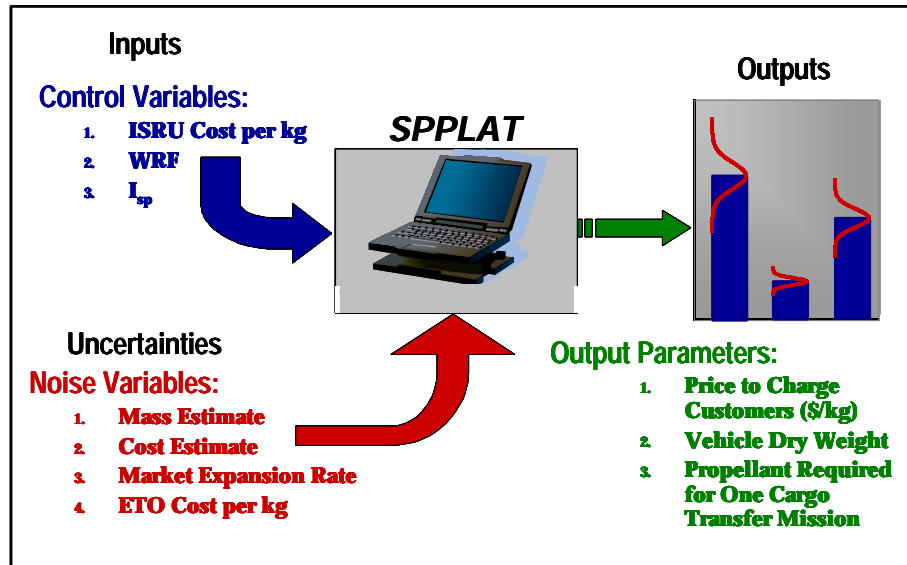 Inputs
Control Variables:
1. ISRU Cost per kg
2. WRF
3. Isp
SPPLAT
Outputs
Uncertainties
Noise Variables:
1. Mass Estimate
2. Cost Estimate
3. Market Expansion Rate
4. ETO Cost per kg
Output Parameters:
1. Price to Charge
Customers ($/kg)
2. Vehicle Dry Weight
3. Propellant Required
for One Cargo
Transfer Mission